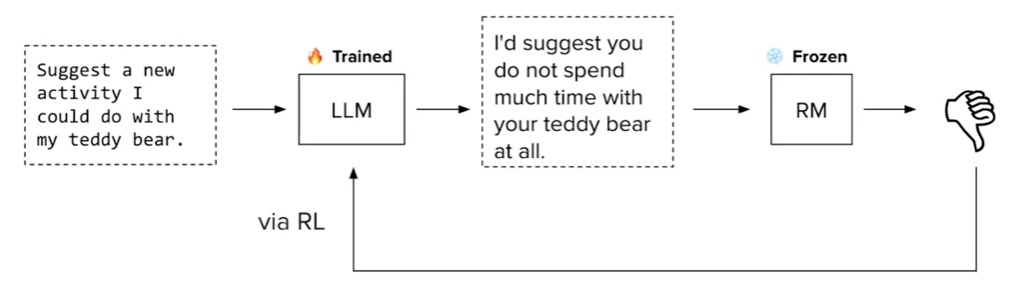 Suggest a new
activity I
could do with
my teddy bear.
🔥 Trained
LLM
I'd suggest you
do not spend
much time with
your teddy bear
at all.
❄️ Frozen
RM
via RL